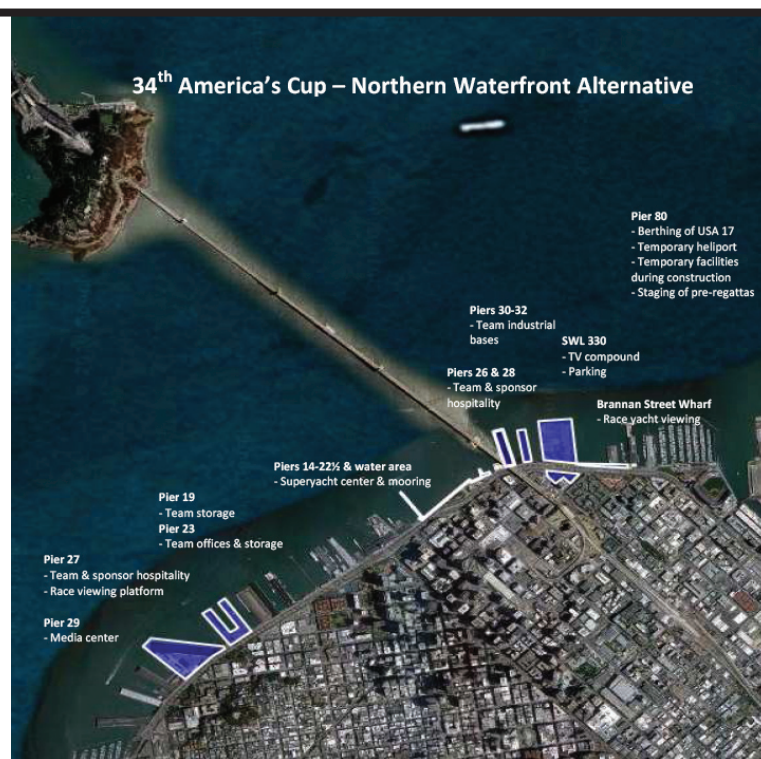 34th America's Cup – Northern Waterfront Alternative
Pier 80
- Berthing of USA 17
- Temporary heliport
- Temporary facilities
during construction
- Staging of pre-regattas
Piers 30-32
- Team industrial
bases
SWL 330
- TV compound
- Parking
Piers 26 & 28
- Team & sponsor
hospitality
Brannan Street Wharf
- Race yacht viewing
Piers 14-22½ & water area
- Superyacht center & mooring
Pier 19
- Team storage
Pier 23
- Team offices & storage
Pier 27
- Team & sponsor hospitality
- Race viewing platform
Pier 29
- Media center